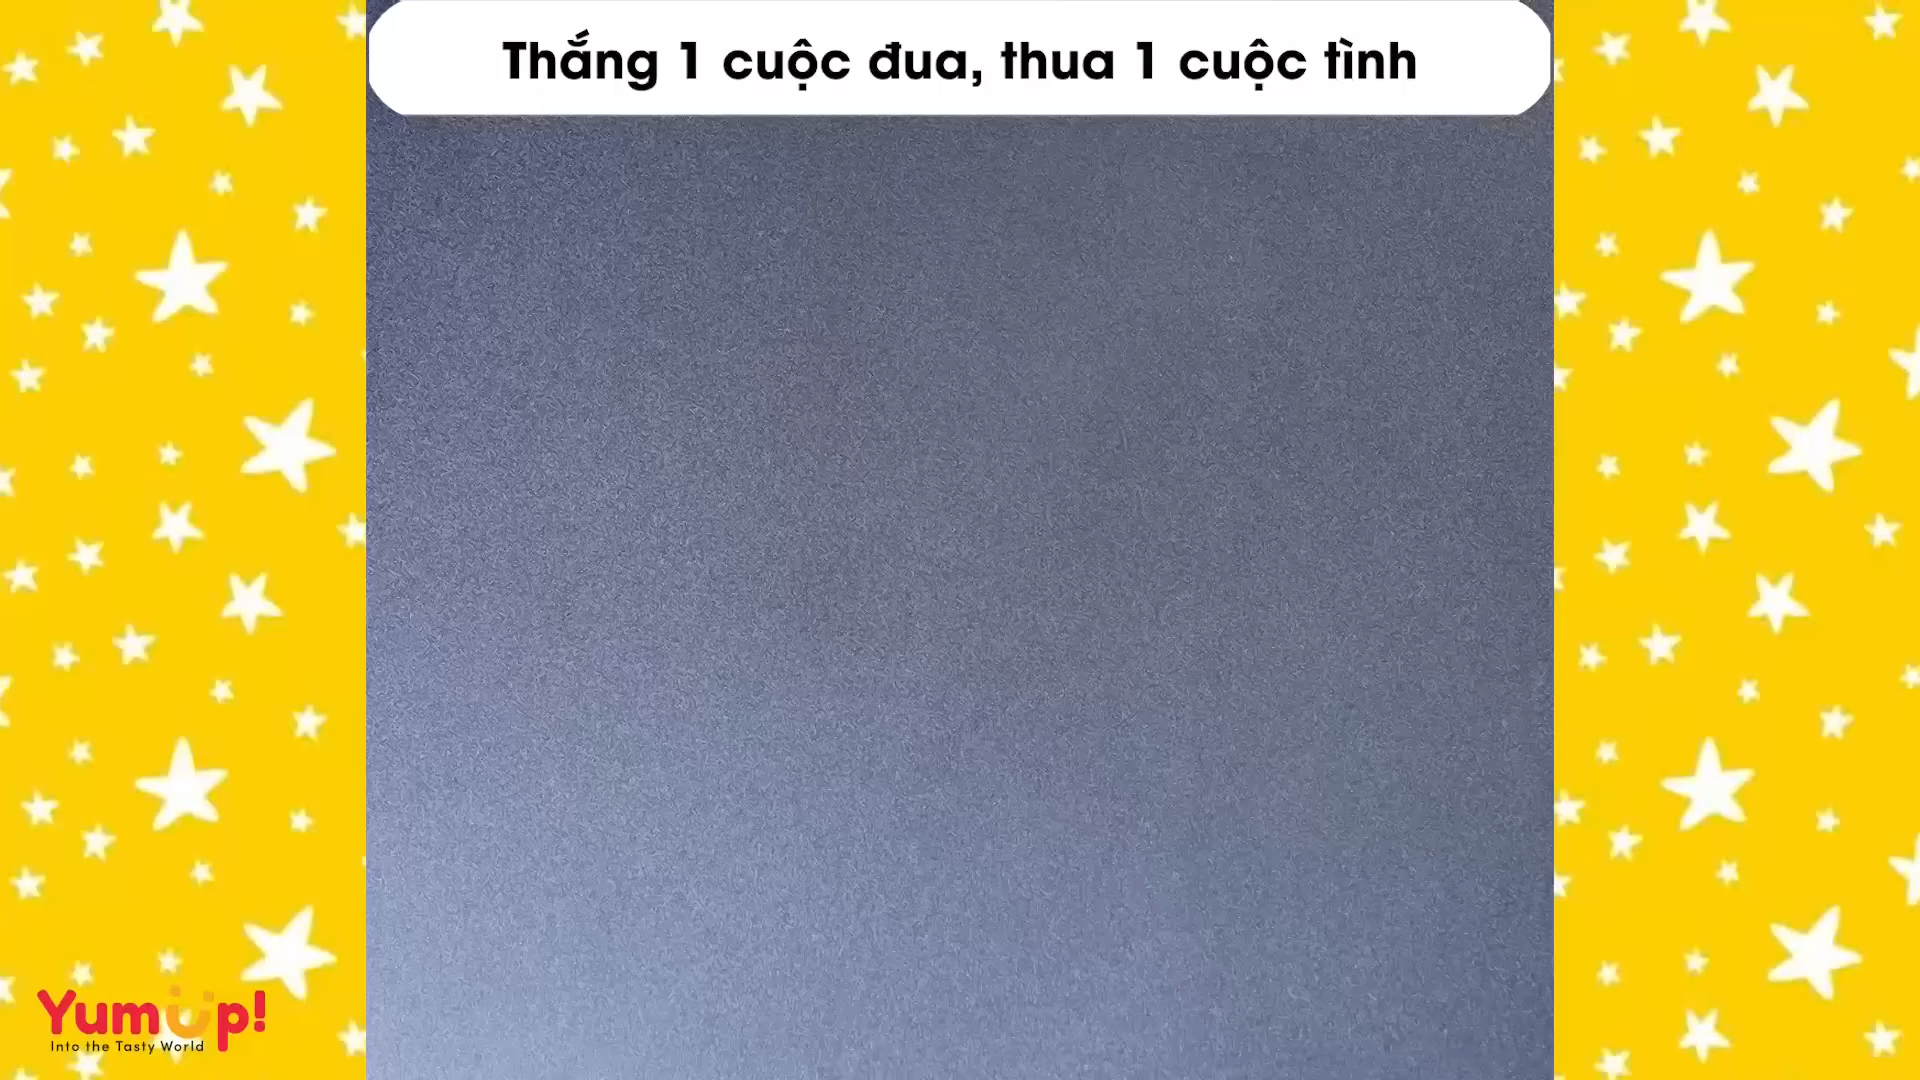 Thắng 1 cuộc đua, thua 1 cuộc tình
YumUp!
Into the Tasty World